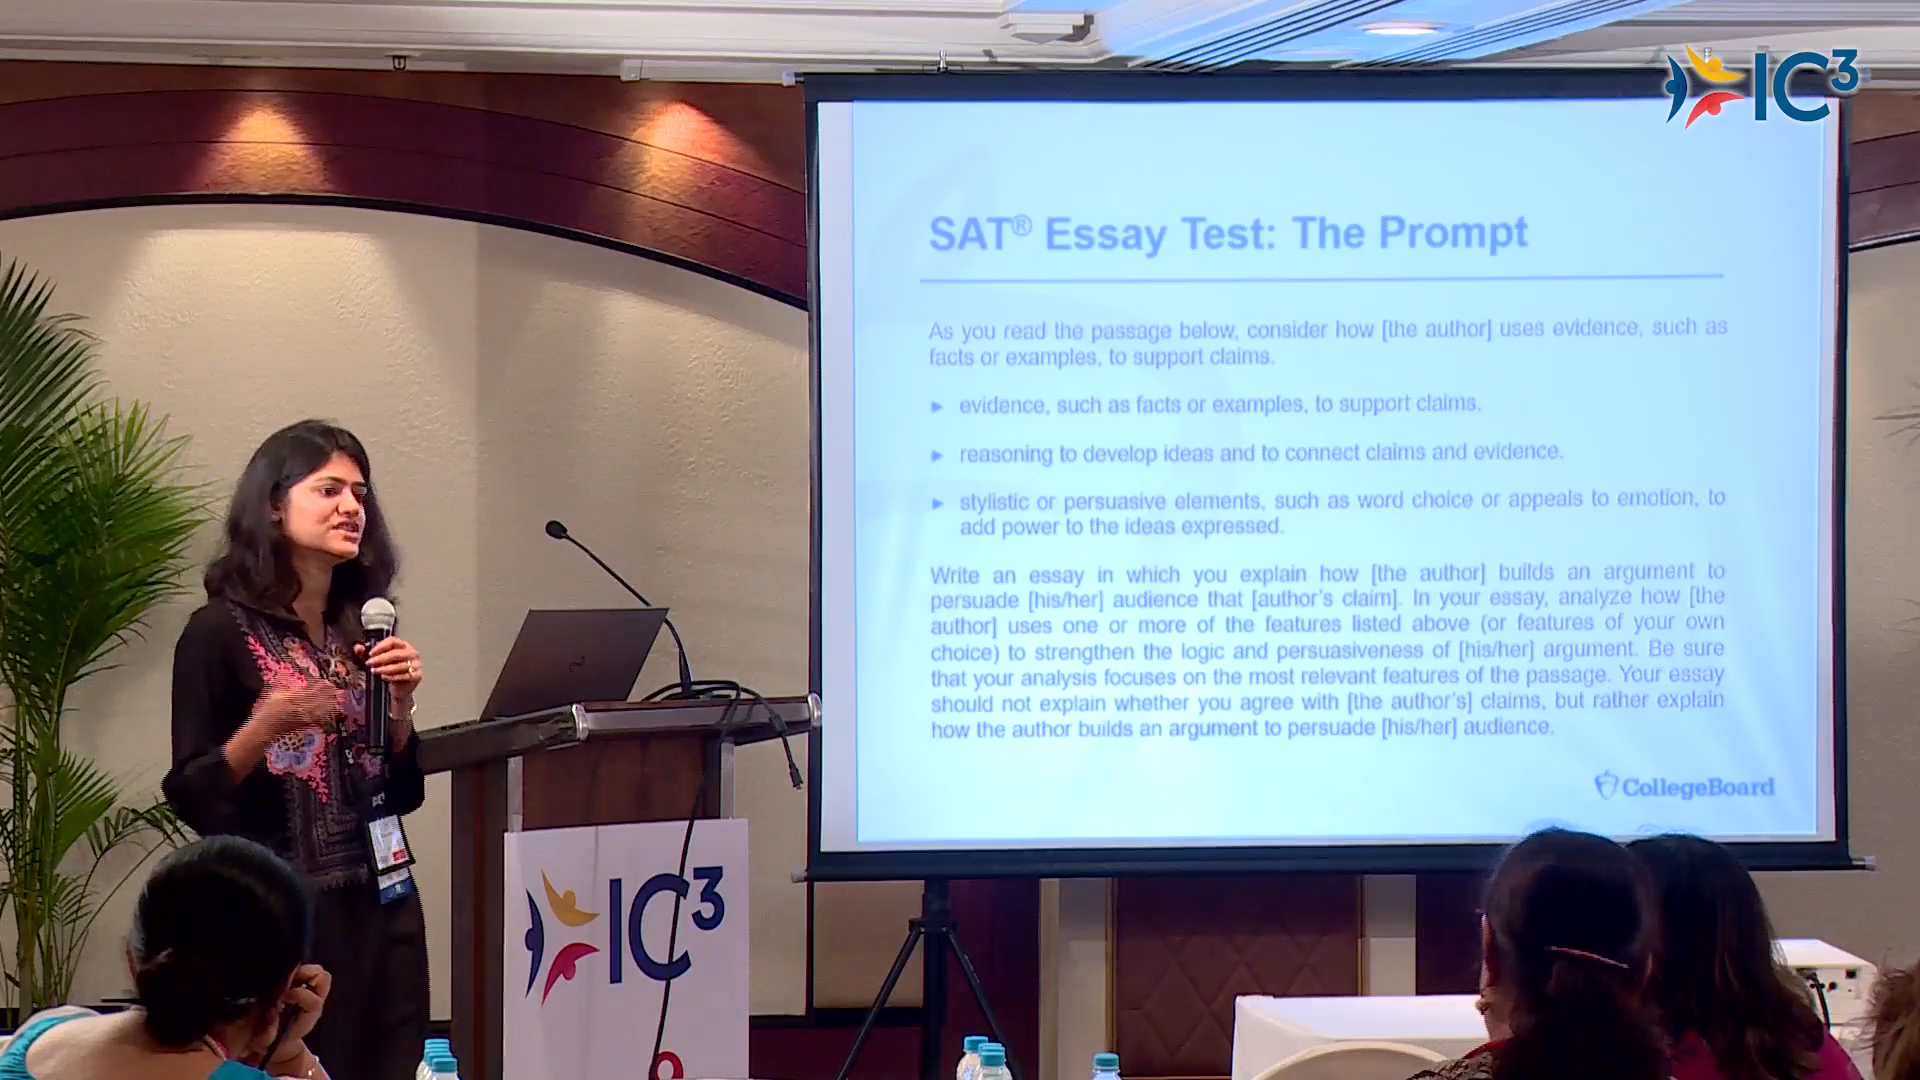 IC³
SAT® Essay Test: The Prompt
As you read the passage below, consider how [the author] uses evidence, such as
facts or examples, to support claims.
► evidence, such as facts or examples, to support claims.
► reasoning to develop ideas and to connect claims and evidence.
► stylistic or persuasive elements, such as word choice or appeals to emotion, to
add power to the ideas expressed.
Write an essay in which you explain how [the author] builds an argument to
persuade [his/her] audience that [author's claim]. In your essay, analyze how [the
author] uses one or more of the features listed above (or features of your own
choice) to strengthen the logic and persuasiveness of [his/her] argument. Be sure
that your analysis focuses on the most relevant features of the passage. Your essay
should not explain whether you agree with [the author's] claims, but rather explain
how the author builds an argument to persuade [his/her] audience.
CollegeBoard
IC³